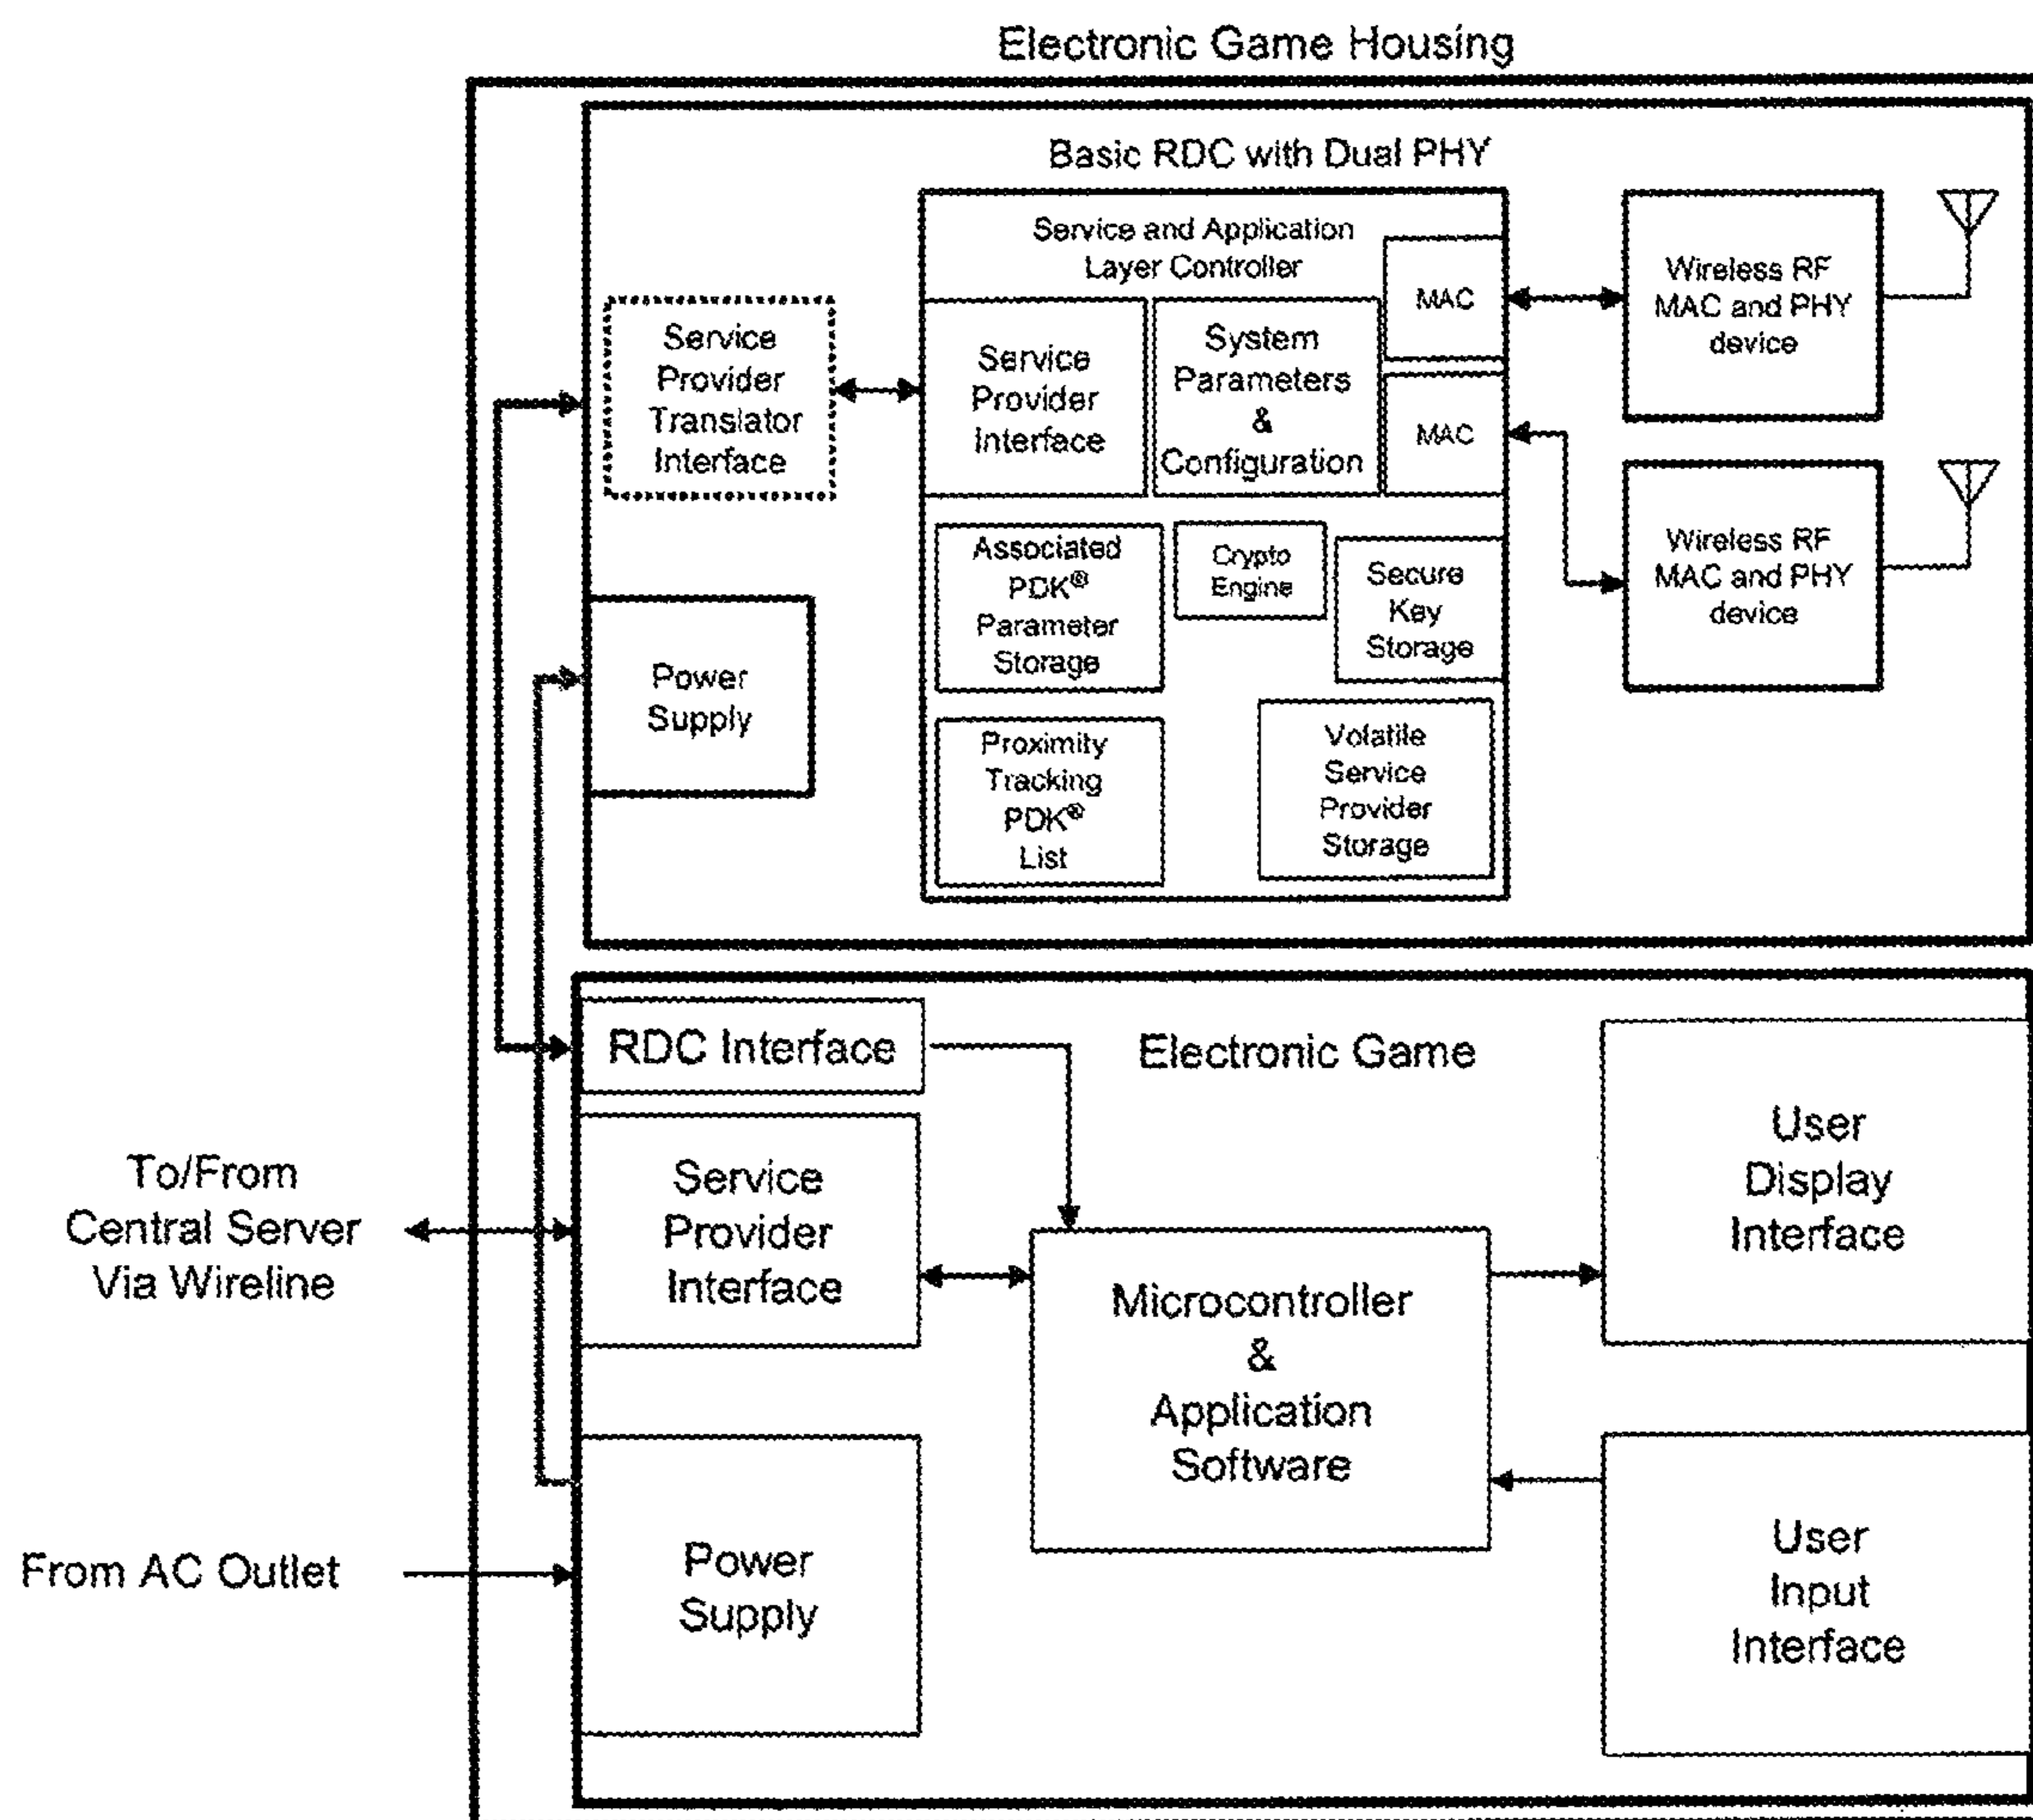 Electronic Game Housing
Basic RDC with Dual PHY
Service and Application
Layer Controller
MAC
Wireless RF
MAC and PHY
device
Service
Provider
Translator
Interface
Service
Provider
Interface
System
Parameters
&
Configuration
MAC
Wireless RF
MAC and PHY
device
Associated
PDK®
Parameter
Storage
Crypto
Engine
Secure
Key
Storage
Power
Supply
Proximity
Tracking
PDK®
List
Volatile
Service
Provider
Storage
RDC Interface
Electronic Game
User
Display
Interface
To/From
Central Server
Via Wireline
Service
Provider
Interface
Microcontroller
&
Application
Software
From AC Outlet
Power
Supply
User
Input
Interface